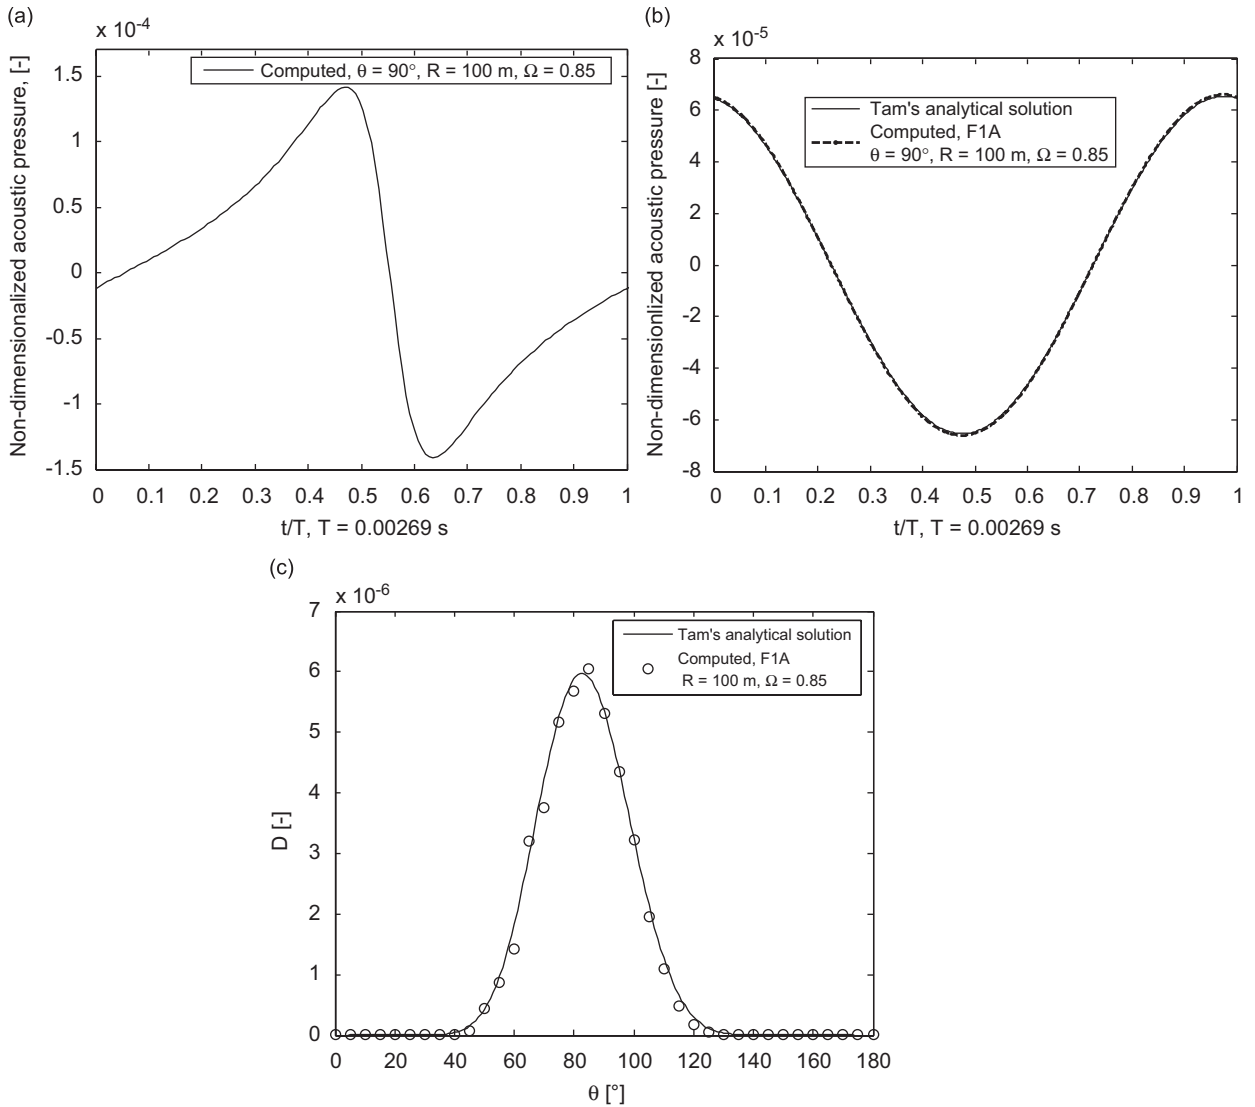 (a)
x 10-4
Non-dimensionalized acoustic pressure, [-]
1.5
1
0.5
0
-0.5
-1
-1.5
Computed, θ = 90°, R = 100 m, Ω = 0.85
0 0.1 0.2 0.3 0.4 0.5 0.6 0.7 0.8 0.9 1
t/T, T = 0.00269 s
(b)
x 10-5
Non-dimensionlized acoustic pressure [-]
8
6
4
2
0
-2
-4
-6
-8
Tam's analytical solution
Computed, F1A
θ = 90°, R = 100 m, Ω = 0.85
0 0.1 0.2 0.3 0.4 0.5 0.6 0.7 0.8 0.9 1
t/T, T = 0.00269 s
(c)
x 10-6
D [-]
7
6
5
4
3
2
1
0
Tam's analytical solution
Computed, F1A
R = 100 m, Ω = 0.85
0 20 40 60 80 100 120 140 160 180
θ [°]